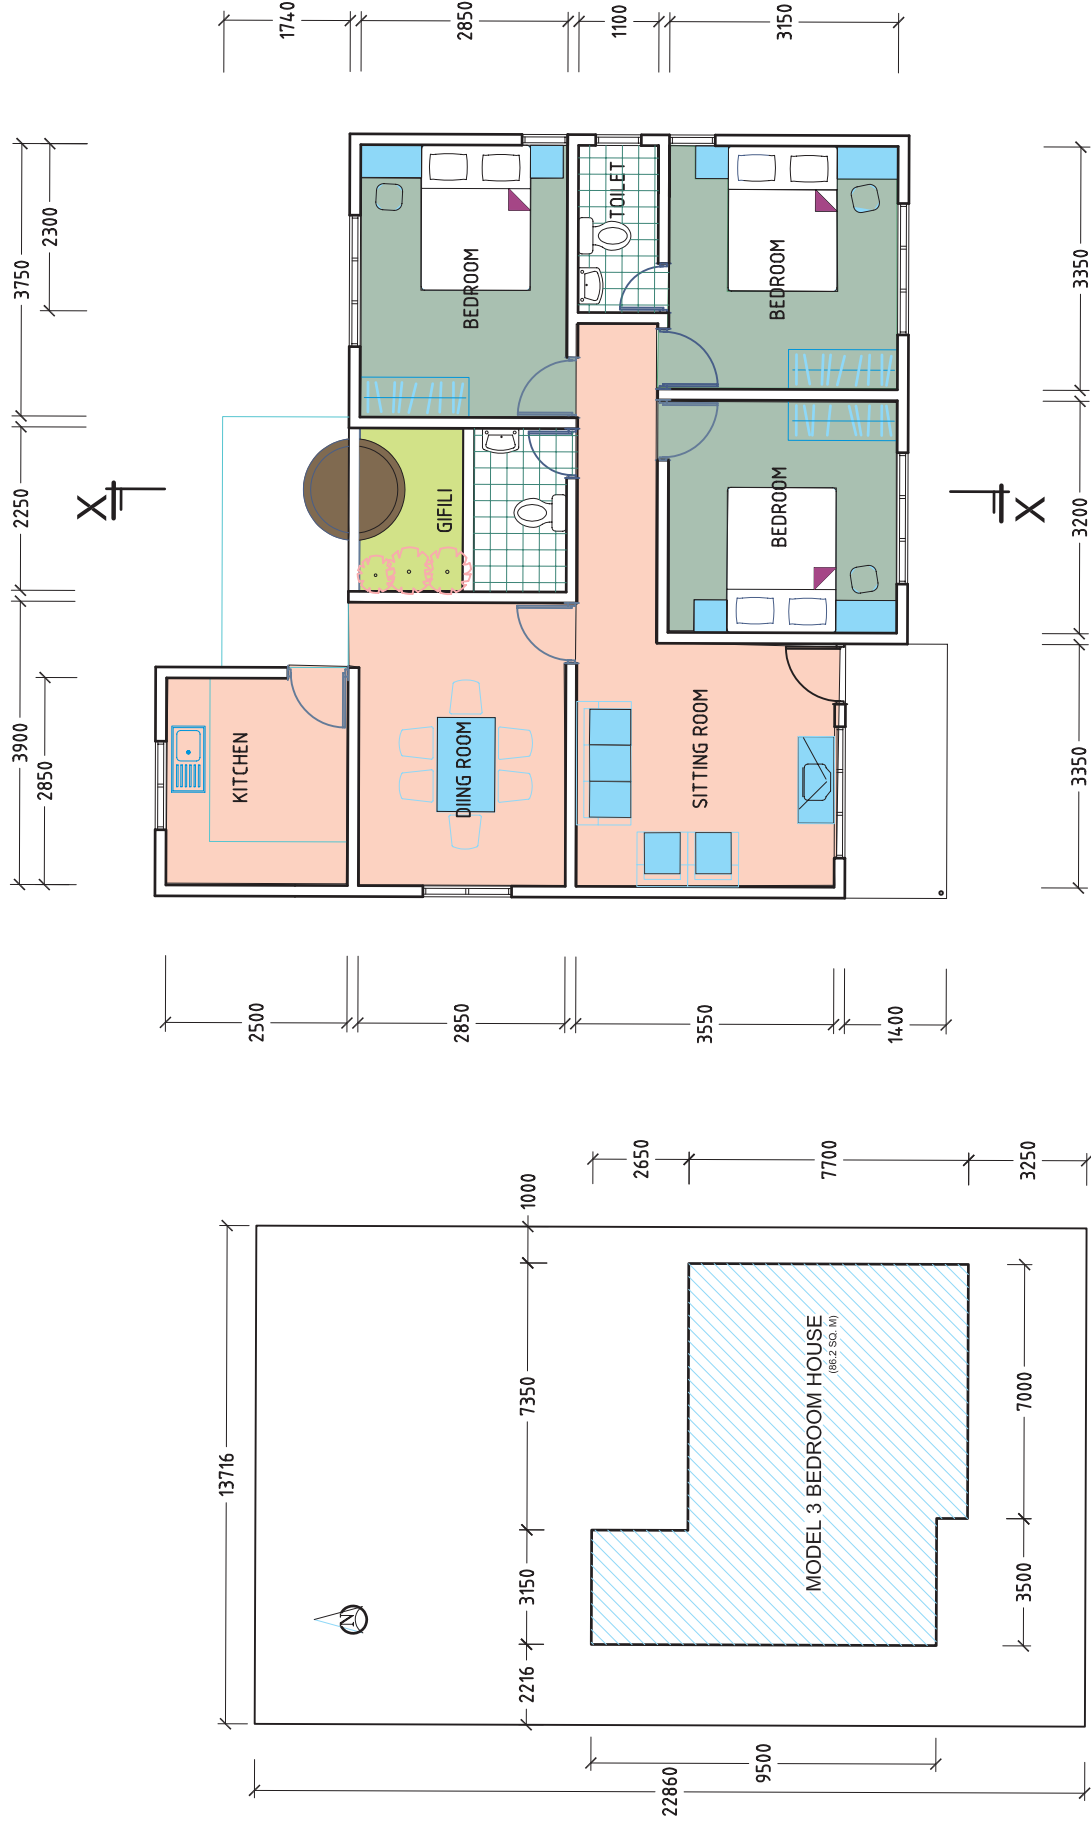 1740
2850
1100
3150
3750
2300
2250
3900
2850
3350
3200
3350
X
X
BEDROOM
TOILET
BEDROOM
BEDROOM
GIFILI
KITCHEN
DIING ROOM
SITTING ROOM
2500
2850
3550
1400
2650
7700
3250
1000
7350
3150
2216
13716
7000
3500
9500
22860
N
MODEL 3 BEDROOM HOUSE
(86.2 SQ. M)